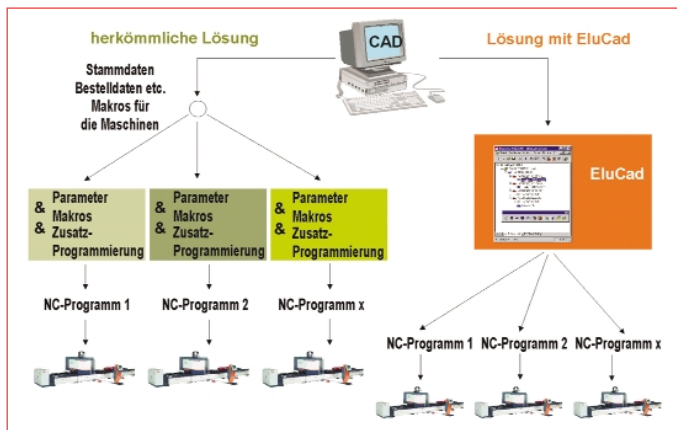 herkömmliche Lösung
CAD
Lösung mit EluCad
Stammdaten
Bestelldaten etc.
Makros für
die Maschinen
EluCad
& Parameter
Makros
& Zusatz-
Programmierung
& Parameter
Makros
& Zusatz-
Programmierung
& Parameter
Makros
& Zusatz-
Programmierung
NC-Programm 1
NC-Programm 2
NC-Programm x
NC-Programm 1
NC-Programm 2
NC-Programm x